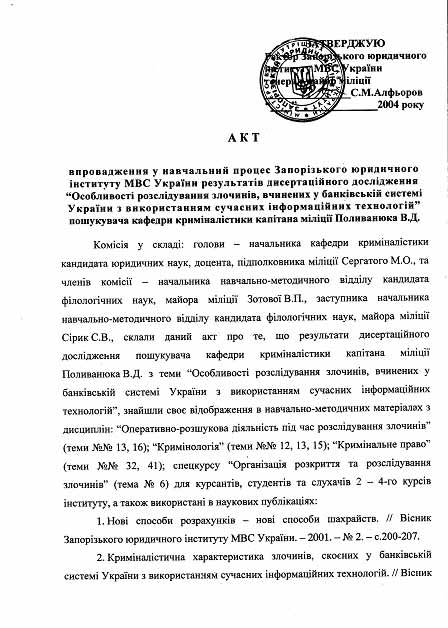 ЗАТВЕРДЖУЮ
Ректор Запорізького юридичного
інституту МВС України
генерал-майор міліції
С.М.Алфьоров
2004 року
А К Т
впровадження у навчальний процес Запорізького юридичного
інституту МВС України результатів дисертаційного дослідження
“Особливості розслідування злочинів, вчинених у банківській системі
України з використанням сучасних інформаційних технологій”
пошукувача кафедри криміналістики капітана міліції Поливанюка В.Д.
Комісія у складі: голови – начальника кафедри криміналістики
кандидата юридичних наук, доцента, підполковника міліції Сергатого М.О., та
членів комісії – начальника навчально-методичного відділу кандидата
філологічних наук, майора міліції Зотової В.П., заступника начальника
навчально-методичного відділу кандидата філологічних наук, майора міліції
Сірик С.В., склали даний акт про те, що результати дисертаційного
дослідження пошукувача кафедри криміналістики капітана міліції
Поливанюка В.Д. з теми “Особливості розслідування злочинів, вчинених у
банківській системі України з використанням сучасних інформаційних
технологій”, знайшли своє відображення в навчально-методичних матеріалах з
дисциплін: “Оперативно-розшукова діяльність під час розслідування злочинів”
(теми №№ 13, 16); “Кримінологія” (теми №№ 12, 13, 15); “Кримінальне право”
(теми №№ 32, 41); спецкурсу “Організація розкриття та розслідування
злочинів” (тема № 6) для курсантів, студентів та слухачів 2 – 4-го курсів
інституту, а також використані в наукових публікаціях:
1. Нові способи розрахунків – нові способи шахрайств. // Вісник
Запорізького юридичного інституту МВС України. – 2001. – № 2. – с.200-207.
2. Криміналістична характеристика злочинів, скоєних у банківській
системі України з використанням сучасних інформаційних технологій. // Вісник